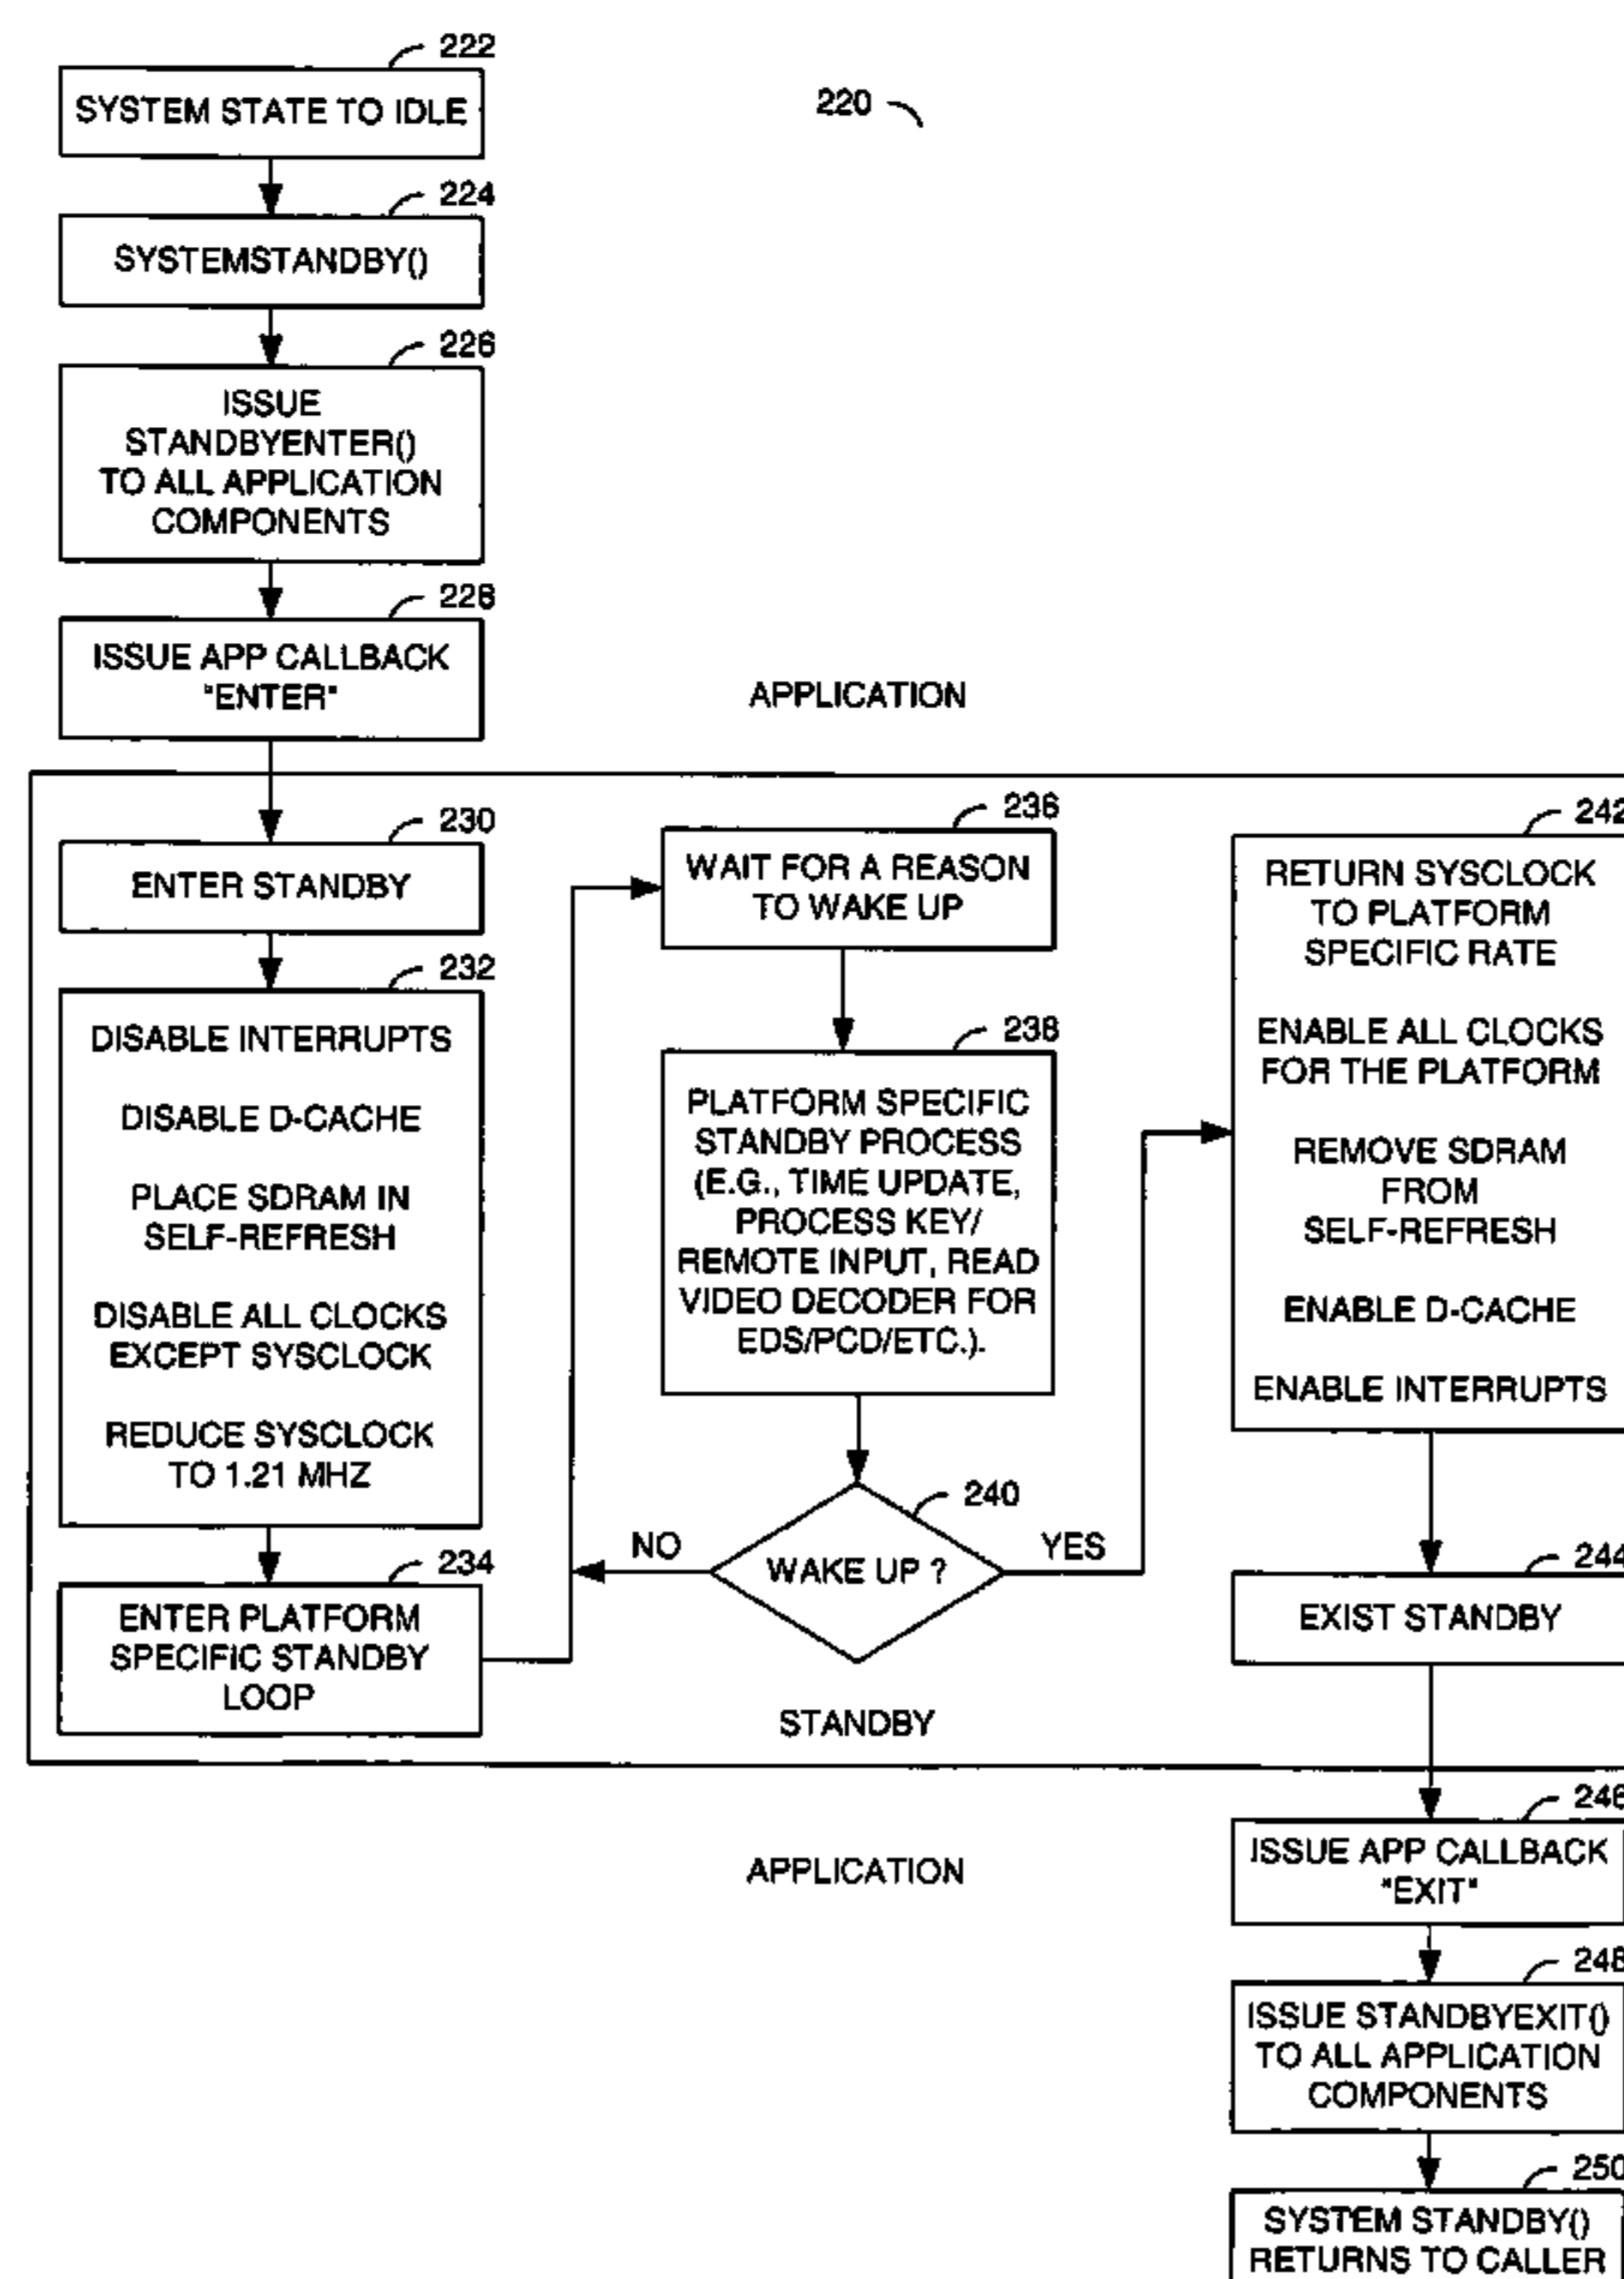 222
SYSTEM STATE TO IDLE
220
224
SYSTEMSTANDBY()
226
ISSUE
STANDBYENTER()
TO ALL APPLICATION
COMPONENTS
228
ISSUE APP CALLBACK
"ENTER"
APPLICATION
230
ENTER STANDBY
232
DISABLE INTERRUPTS
DISABLE D-CACHE
PLACE SDRAM IN
SELF-REFRESH
DISABLE ALL CLOCKS
EXCEPT SYSCLOCK
REDUCE SYSCLOCK
TO 1.21 MHZ
234
ENTER PLATFORM
SPECIFIC STANDBY
LOOP
236
WAIT FOR A REASON
TO WAKE UP
238
PLATFORM SPECIFIC
STANDBY PROCESS
(E.G., TIME UPDATE,
PROCESS KEY/
REMOTE INPUT, READ
VIDEO DECODER FOR
EDS/PCD/ETC.).
240
NO
WAKE UP ?
YES
STANDBY
242
RETURN SYSCLOCK
TO PLATFORM
SPECIFIC RATE
ENABLE ALL CLOCKS
FOR THE PLATFORM
REMOVE SDRAM
FROM
SELF-REFRESH
ENABLE D-CACHE
ENABLE INTERRUPTS
244
EXIST STANDBY
APPLICATION
246
ISSUE APP CALLBACK
"EXIT"
248
ISSUE STANDBYEXIT()
TO ALL APPLICATION
COMPONENTS
250
SYSTEM STANDBY()
RETURNS TO CALLER